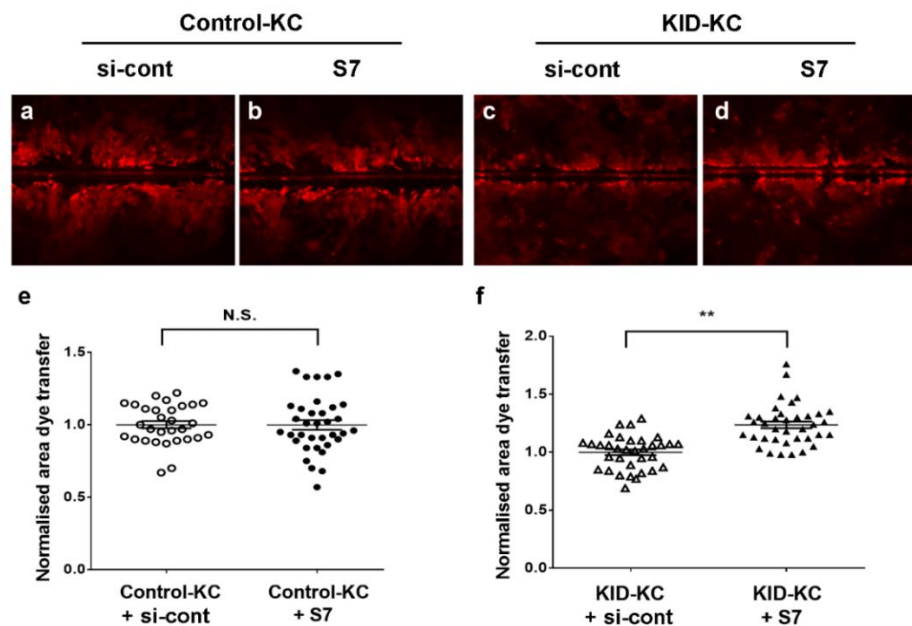 Control-KC
KID-KC
si-cont
S7
si-cont
S7
a
b
c
d
e
f
N.S.
**
Normalised area dye transfer
1.5
1.0
0.5
0.0
Control-KC
+ si-cont
Control-KC
+ S7
Normalised area dye transfer
2.0
1.5
1.0
0.5
0.0
KID-KC
+ si-cont
KID-KC
+ S7